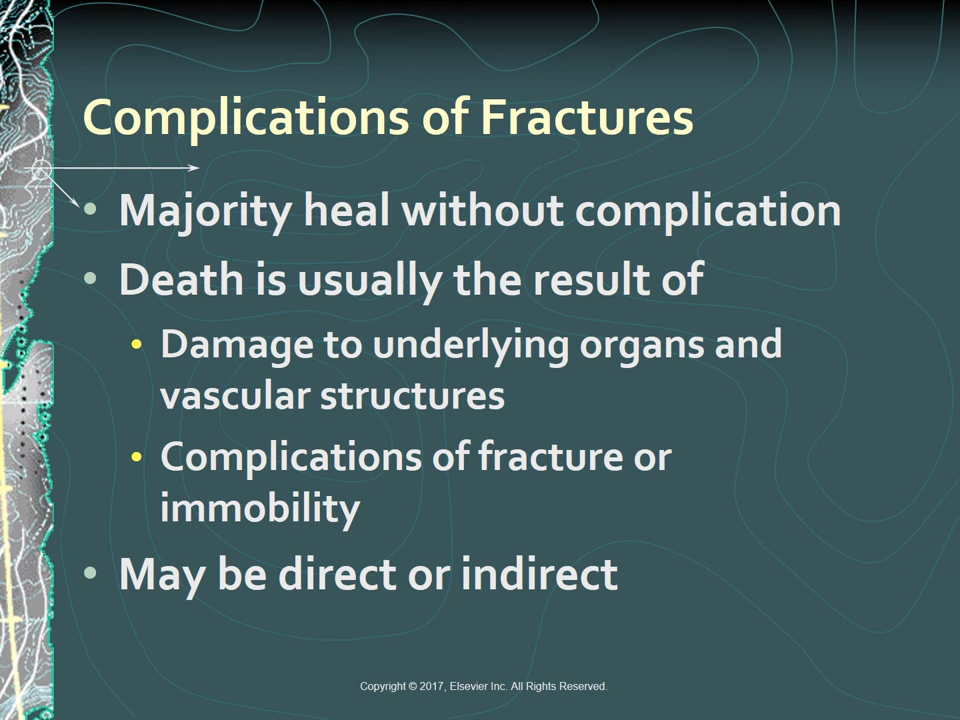 Complications of Fractures
• Majority heal without complication
• Death is usually the result of
• Damage to underlying organs and
vascular structures
• Complications of fracture or
immobility
• May be direct or indirect
Copyright © 2017, Elsevier Inc. All Rights Reserved.